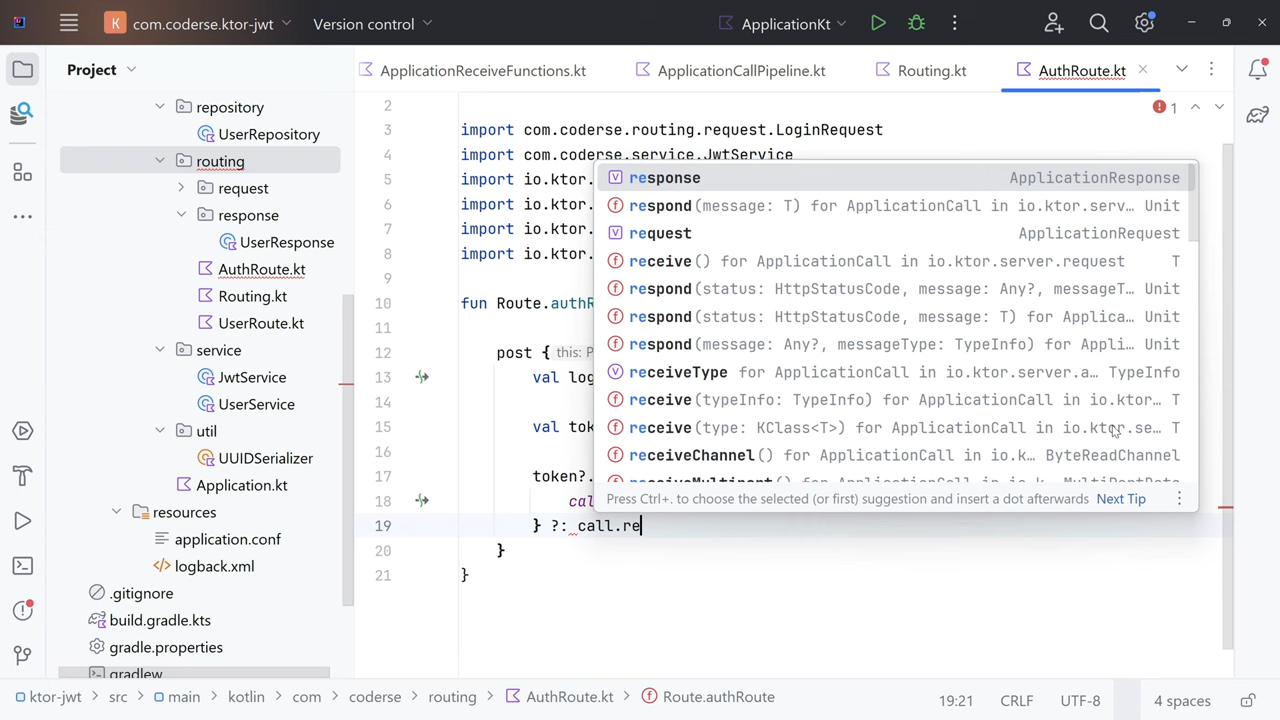 K com.coderse.ktor-jwt Version control ApplicationKt
Project
repository
UserRepository
routing
request
response
UserResponse
AuthRoute.kt
Routing.kt
UserRoute.kt
service
JwtService
UserService
util
UUIDSerializer
Application.kt
resources
application.conf
logback.xml
.gitignore
build.gradle.kts
gradle.properties
gradlew
ApplicationReceiveFunctions.kt ApplicationCallPipeline.kt Routing.kt AuthRoute.kt
1
2
3 import com.coderse.routing.request.LoginRequest
4 import com.coderse.service.JwtService
5 import io.ktor.
6 import io.ktor.
7 import io.ktor.
8 import io.ktor.
9
10 fun Route.authR
11
12 post { this: P
13 val log
14
15 val tok
16
17 token?.
18 cal
19 } ?: call.re
20 }
21 }
response ApplicationResponse
respond(message: T) for ApplicationCall in io.ktor.serv… Unit
request ApplicationRequest
receive() for ApplicationCall in io.ktor.server.request T
respond(status: HttpStatusCode, message: Any?, messageT… Unit
respond(status: HttpStatusCode, message: T) for Applica… Unit
respond(message: Any?, messageType: TypeInfo) for Appli… Unit
receiveType for ApplicationCall in io.ktor.server.a… TypeInfo
receive(typeInfo: TypeInfo) for ApplicationCall in io.ktor… T
receive(type: KClass<T>) for ApplicationCall in io.ktor.se… T
receiveChannel() for ApplicationCall in io.k… ByteReadChannel
Press Ctrl+. to choose the selected (or first) suggestion and insert a dot afterwards Next Tip
ktor-jwt > src > main > kotlin > com > coderse > routing > AuthRoute.kt > Route.authRoute 19:21 CRLF UTF-8 4 spaces